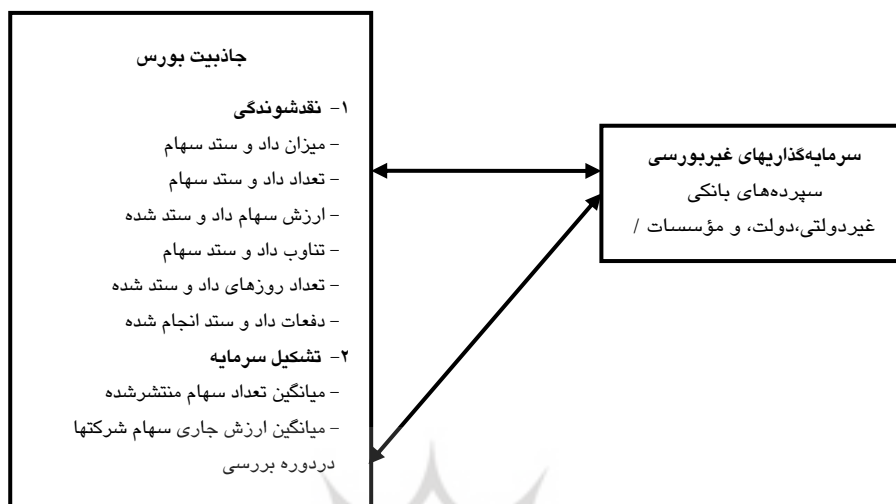 جاذبیت بورس
۱- نقدشوندگی
- میزان داد و ستد سهام
- تعداد داد و ستد سهام
- ارزش سهام داد و ستد شده
- تناوب داد و ستد سهام
- تعداد روزهای داد و ستد شده
- دفعات داد و ستد انجام شده
۲- تشکیل سرمایه
- میانگین تعداد سهام منتشرشده
- میانگین ارزش جاری سهام شرکتها
دردوره بررسی
سرمایه‌گذاریهای غیربورسی
سپرده‌های بانکی
غیردولتی،دولت، و مؤسسات /